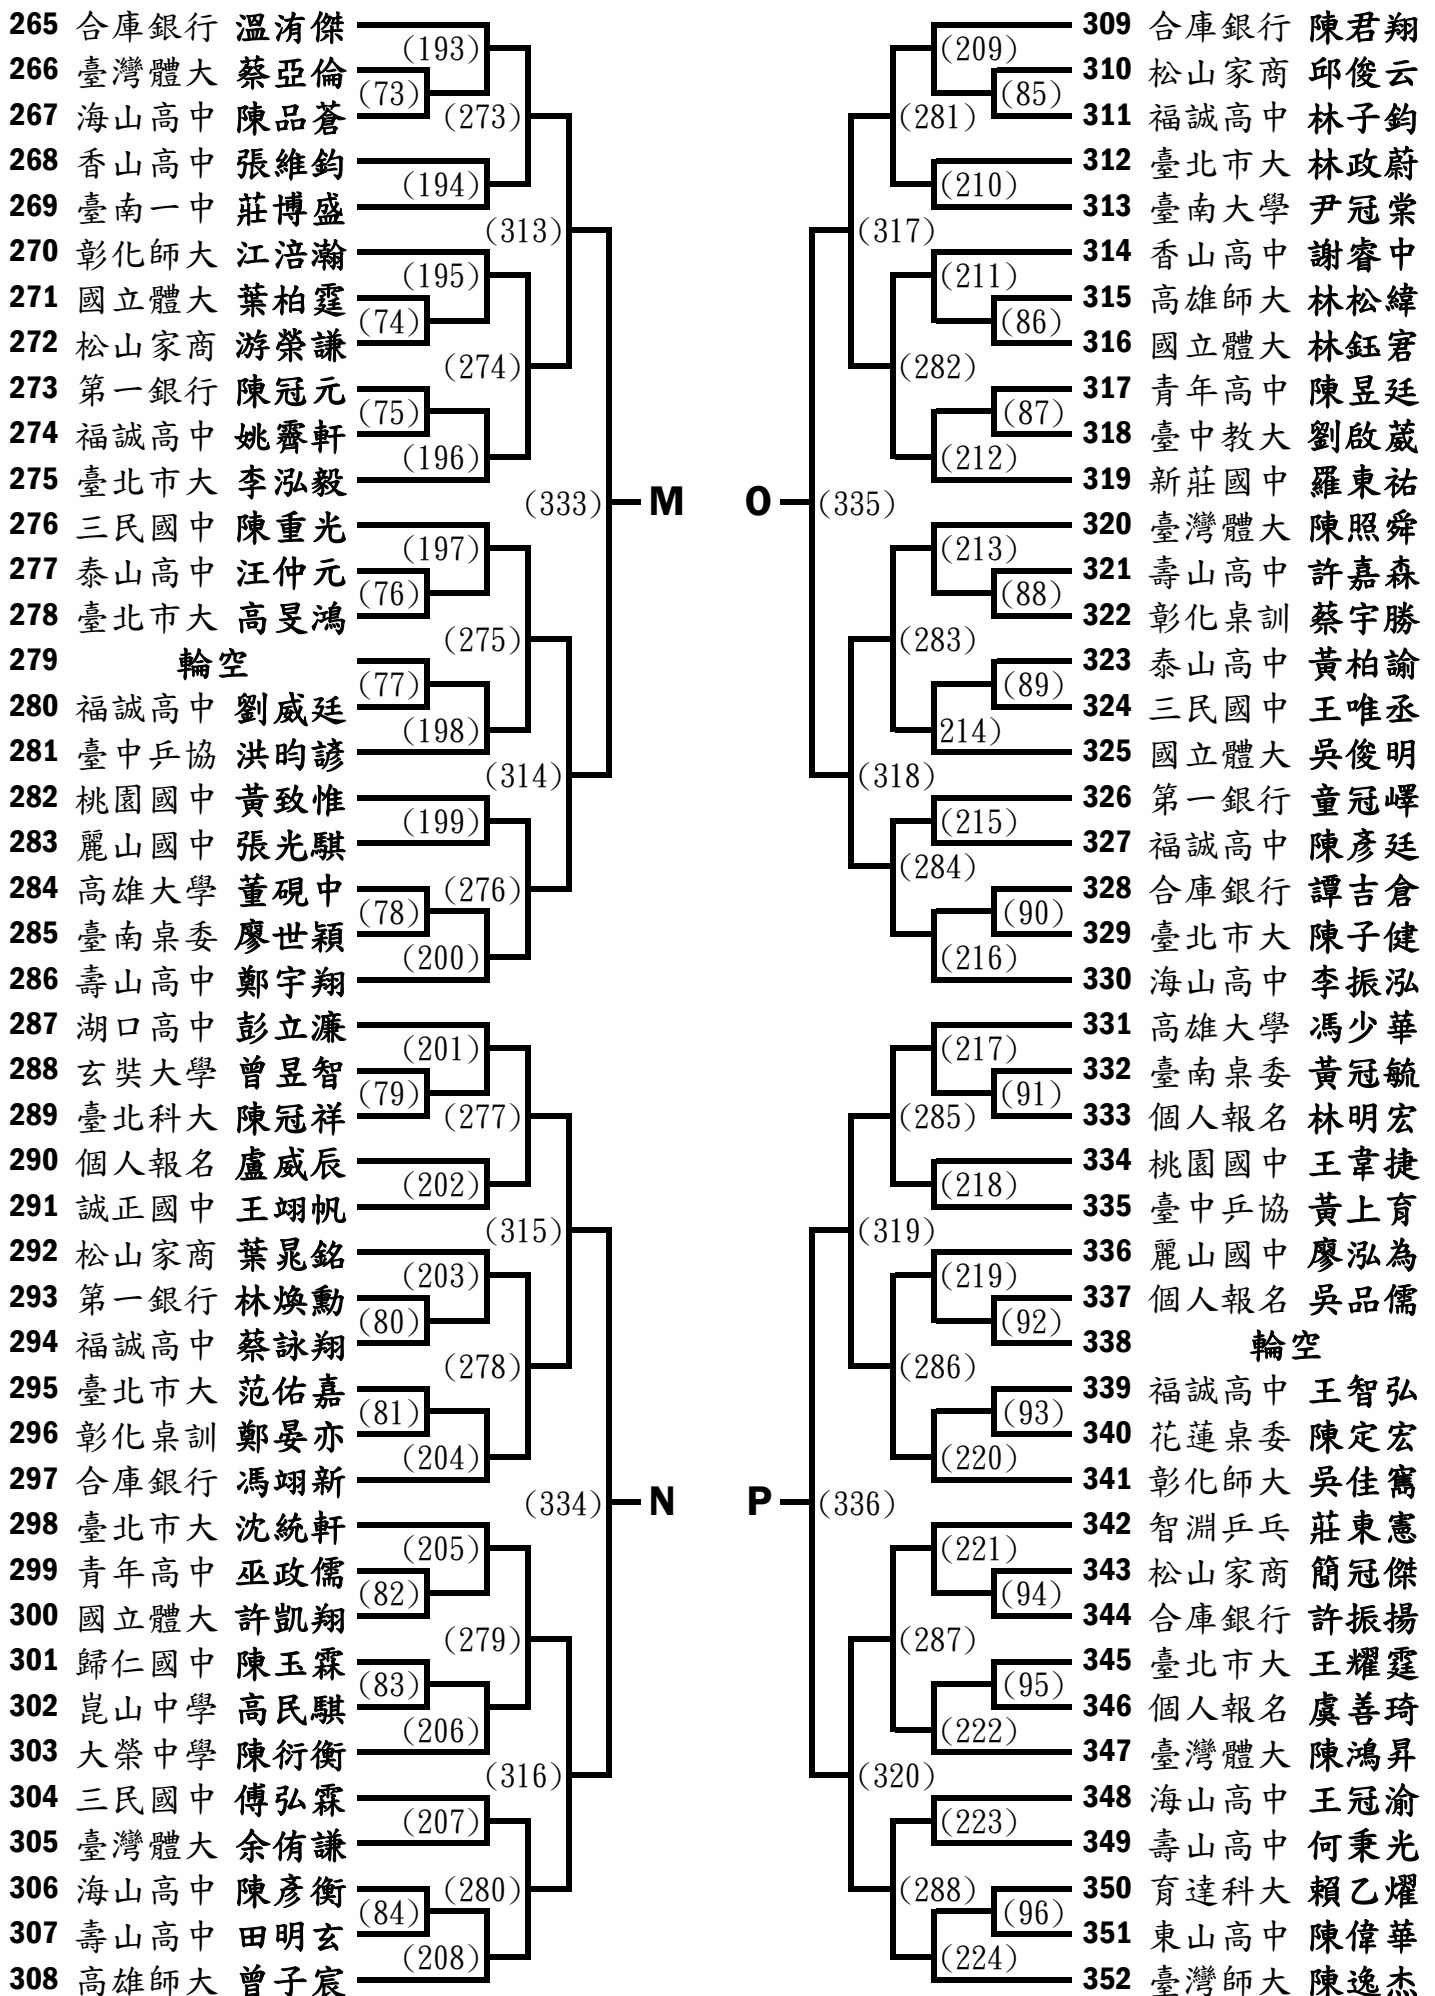 265 合庫銀行 溫洧傑
266 臺灣體大 蔡亞倫
267 海山高中 陳品蒼
268 香山高中 張維鈞
269 臺南一中 莊博盛
270 彰化師大 江涪瀚
271 國立體大 葉柏霆
272 松山家商 游榮謙
273 第一銀行 陳冠元
274 福誠高中 姚霽軒
275 臺北市大 李泓毅
276 三民國中 陳重光
277 泰山高中 汪仲元
278 臺北市大 高旻鴻
279 輪空
280 福誠高中 劉威廷
281 臺中乒協 洪昀諺
282 桃園國中 黃致惟
283 麗山國中 張光騏
284 高雄大學 董硯中
285 臺南桌委 廖世穎
286 壽山高中 鄭宇翔
287 湖口高中 彭立濂
288 玄奘大學 曾昱智
289 臺北科大 陳冠祥
290 個人報名 盧威辰
291 誠正國中 王翊帆
292 松山家商 葉晁銘
293 第一銀行 林煥勳
294 福誠高中 蔡詠翔
295 臺北市大 范佑嘉
296 彰化桌訓 鄭晏亦
297 合庫銀行 馮翊新
298 臺北市大 沈統軒
299 青年高中 巫政儒
300 國立體大 許凱翔
301 歸仁國中 陳玉霖
302 崑山中學 高民騏
303 大榮中學 陳衍衡
304 三民國中 傅弘霖
305 臺灣體大 余侑謙
306 海山高中 陳彥衡
307 壽山高中 田明玄
308 高雄師大 曾子宸
(73)
(74)
(75)
(76)
(77)
(78)
(79)
(80)
(81)
(82)
(83)
(84)
(193)
(194)
(195)
(196)
(197)
(198)
(199)
(200)
(201)
(202)
(203)
(204)
(205)
(206)
(207)
(208)
(273)
(274)
(275)
(276)
(277)
(278)
(279)
(280)
(313)
(314)
(315)
(316)
(333)
(334)
M
N
O
P
(335)
(336)
(317)
(318)
(319)
(320)
(281)
(282)
(283)
(284)
(285)
(286)
(287)
(288)
(209)
(210)
(211)
(212)
(213)
214)
(215)
(216)
(217)
(218)
(219)
(220)
(221)
(222)
(223)
(224)
(85)
(86)
(87)
(88)
(89)
(90)
(91)
(92)
(93)
(94)
(95)
(96)
309 合庫銀行 陳君翔
310 松山家商 邱俊云
311 福誠高中 林子鈞
312 臺北市大 林政蔚
313 臺南大學 尹冠棠
314 香山高中 謝睿中
315 高雄師大 林松緯
316 國立體大 林鈺宭
317 青年高中 陳昱廷
318 臺中教大 劉啟葳
319 新莊國中 羅東祐
320 臺灣體大 陳照舜
321 壽山高中 許嘉森
322 彰化桌訓 蔡宇勝
323 泰山高中 黃柏諭
324 三民國中 王唯丞
325 國立體大 吳俊明
326 第一銀行 童冠嶧
327 福誠高中 陳彥廷
328 合庫銀行 譚吉倉
329 臺北市大 陳子健
330 海山高中 李振泓
331 高雄大學 馮少華
332 臺南桌委 黃冠毓
333 個人報名 林明宏
334 桃園國中 王韋捷
335 臺中乒協 黃上育
336 麗山國中 廖泓為
337 個人報名 吳品儒
338 輪空
339 福誠高中 王智弘
340 花蓮桌委 陳定宏
341 彰化師大 吳佳寯
342 智淵乒乓 莊東憲
343 松山家商 簡冠傑
344 合庫銀行 許振揚
345 臺北市大 王耀霆
346 個人報名 虞善琦
347 臺灣體大 陳鴻昇
348 海山高中 王冠渝
349 壽山高中 何秉光
350 育達科大 賴乙燿
351 東山高中 陳偉華
352 臺灣師大 陳逸杰